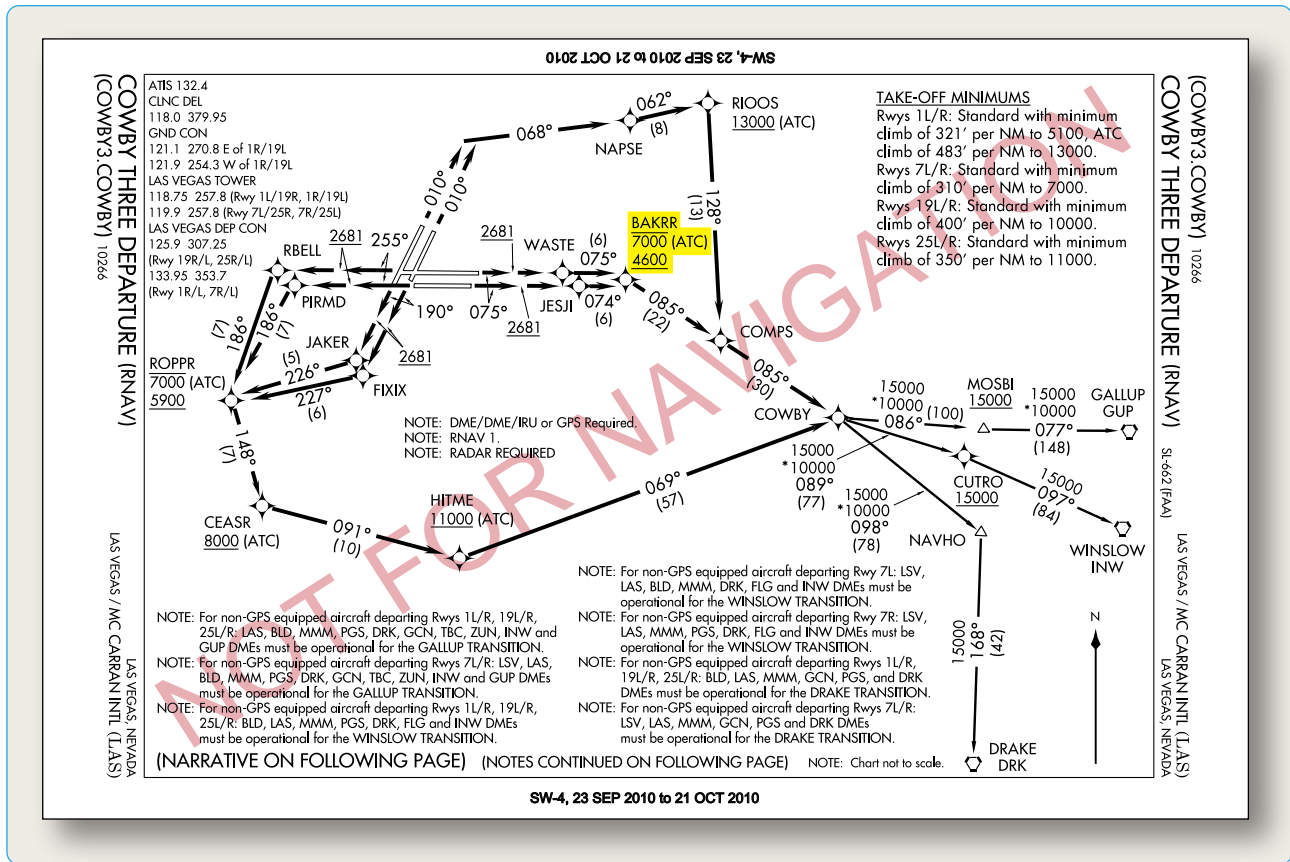 SW-4, 23 SEP 2010 to 21 OCT 2010
COWBY THREE DEPARTURE (RNAV)
(COWBY3.COWBY) 10266
ATIS 132.4
CLNC DEL
118.0 379.95
GND CON
121.1 270.8 E of 1R/19L
121.9 254.3 W of 1R/19L
LAS VEGAS TOWER
118.75 257.8 (Rwy 1L/19R, 1R/19L)
119.9 257.8 (Rwy 7L/25R, 7R/25L)
LAS VEGAS DEP CON
125.9 307.25
(Rwy 19R/L, 25R/L)
133.95 353.7
(Rwy 1R/L, 7R/L)
TAKE-OFF MINIMUMS
Rwys 1L/R: Standard with minimum
climb of 321' per NM to 5100, ATC
climb of 483' per NM to 13000.
Rwys 7L/R: Standard with minimum
climb of 310' per NM to 7000.
Rwys 19L/R: Standard with minimum
climb of 400' per NM to 10000.
Rwys 25L/R: Standard with minimum
climb of 350' per NM to 11000.
068°
062°
(8)
NAPSE
RIOOS
13000 (ATC)
128°
(13)
010°
010°
RBELL
2681
255°
2681
WASTE
(6)
075°
BAKRR
7000 (ATC)
4600
PIRMD
190°
075°
2681
JESJI
074°
(6)
085°
(22)
COMPS
(7)
186°
186°
(7)
JAKER
2681
(5)
226°
FIXIX
227°
(6)
ROPPR
7000 (ATC)
5900
085°
(30)
COWBY
148°
(7)
NOTE: DME/DME/IRU or GPS Required.
NOTE: RNAV 1.
NOTE: RADAR REQUIRED
15000
*10000
086°
(100)
MOSBI
15000
15000
*10000
077°
(148)
GALLUP
GUP
15000
*10000
089°
(77)
CUTRO
15000
15000
097°
(84)
WINSLOW
INW
15000
*10000
098°
(78)
NAVHO
15000
168°
(42)
DRAKE
DRK
CEASR
8000 (ATC)
091°
(10)
HITME
11000 (ATC)
069°
(57)
N
NOT FOR NAVIGATION
NOTE: For non-GPS equipped aircraft departing Rwys 1L/R, 19L/R,
25L/R: LAS, BLD, MMM, PGS, DRK, GCN, TBC, ZUN, INW and
GUP DMEs must be operational for the GALLUP TRANSITION.
NOTE: For non-GPS equipped aircraft departing Rwys 7L/R: LSV, LAS,
BLD, MMM, PGS, DRK, GCN, TBC, ZUN, INW and GUP DMEs
must be operational for the GALLUP TRANSITION.
NOTE: For non-GPS equipped aircraft departing Rwys 1L/R, 19L/R,
25L/R: BLD, LAS, MMM, PGS, DRK, FLG and INW DMEs
must be operational for the WINSLOW TRANSITION.
NOTE: For non-GPS equipped aircraft departing Rwy 7L: LSV,
LAS, BLD, MMM, DRK, FLG and INW DMEs must be
operational for the WINSLOW TRANSITION.
NOTE: For non-GPS equipped aircraft departing Rwy 7R: LSV,
LAS, MMM, PGS, DRK, FLG and INW DMEs must be
operational for the WINSLOW TRANSITION.
NOTE: For non-GPS equipped aircraft departing Rwys 1L/R,
19L/R, 25L/R: BLD, LAS, MMM, GCN, PGS, and DRK
DMEs must be operational for the DRAKE TRANSITION.
NOTE: For non-GPS equipped aircraft departing Rwys 7L/R:
LSV, LAS, MMM, GCN, PGS and DRK DMEs
must be operational for the DRAKE TRANSITION.
(NARRATIVE ON FOLLOWING PAGE)
(NOTES CONTINUED ON FOLLOWING PAGE)
NOTE: Chart not to scale.
LAS VEGAS, NEVADA
LAS VEGAS / MC CARRAN INTL (LAS)
(COWBY3.COWBY) 10266
COWBY THREE DEPARTURE (RNAV)
SL-662 (FAA)
LAS VEGAS / MC CARRAN INTL (LAS)
LAS VEGAS, NEVADA
SW-4, 23 SEP 2010 to 21 OCT 2010